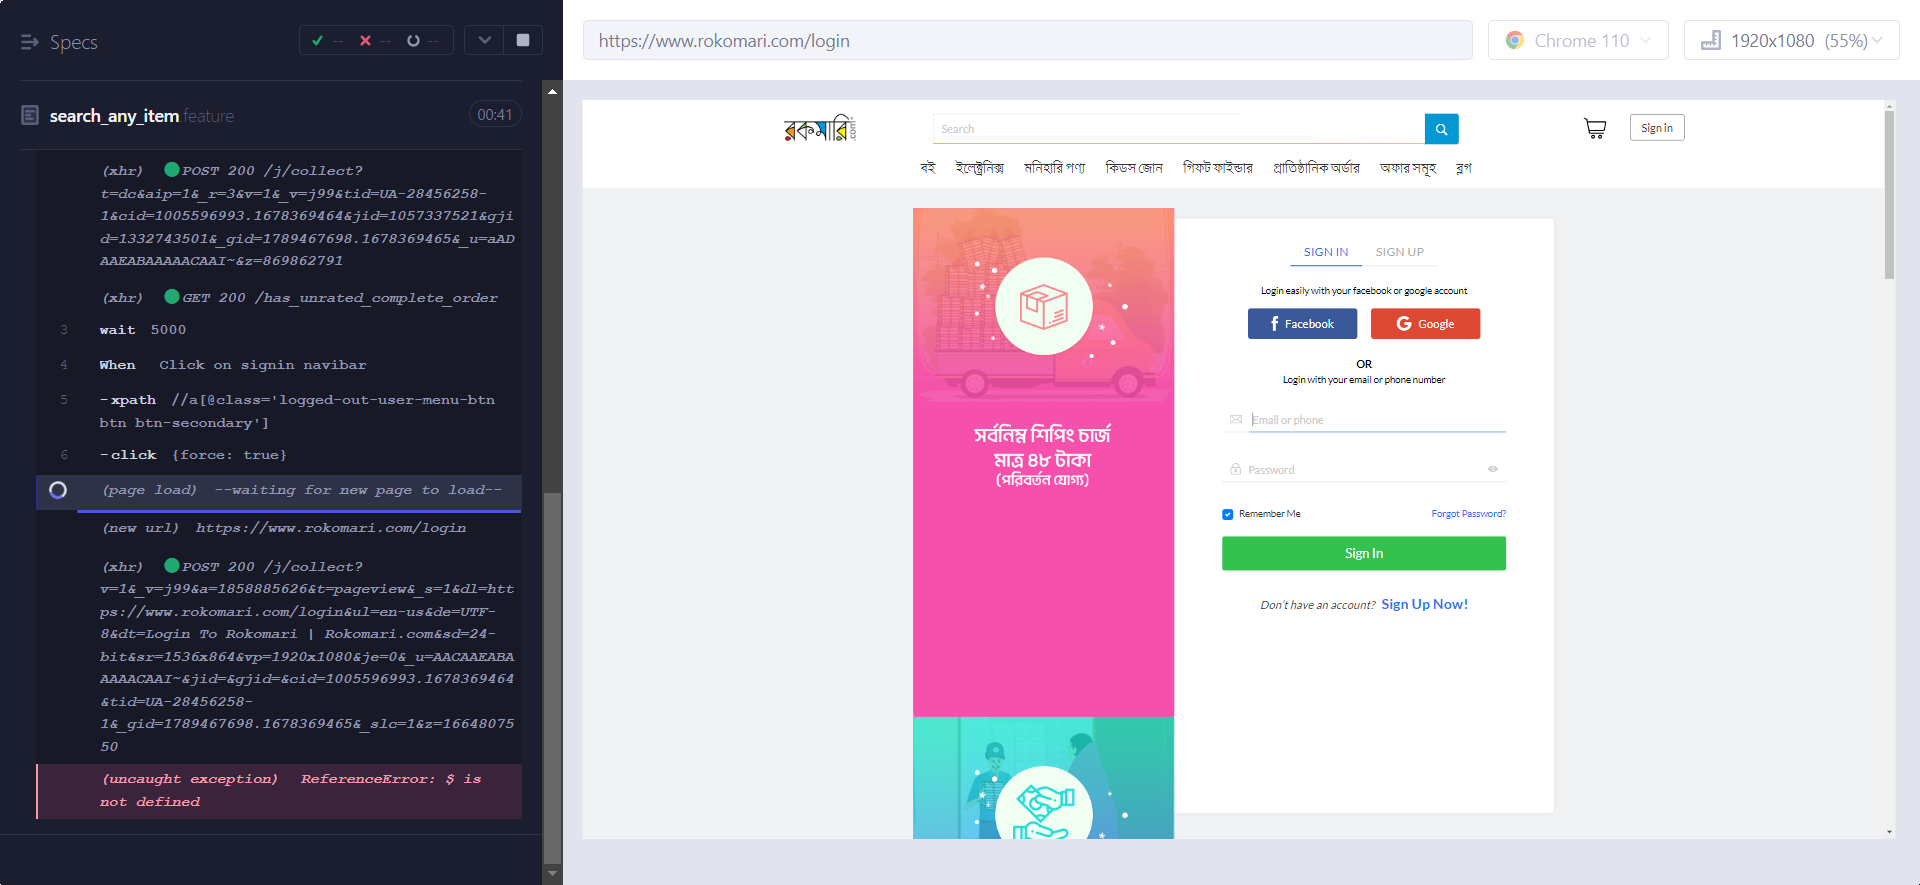 Specs
-- -- --
search_any_item feature
00:41
(xhr) POST 200 /j/collect?
t=dc&aip=1&_r=3&v=1&_v=j99&tid=UA-28456258-
1&cid=1005596993.1678369464&jid=1057337521&gji
d=1332743501&_gid=1789467698.1678369465&_u=aAD
AAEABAAAAACAAI~&z=869862791
(xhr) GET 200 /has_unrated_complete_order
3 wait 5000
4 When Click on signin navibar
5 -xpath //a[@class='logged-out-user-menu-btn
btn btn-secondary']
6 -click {force: true}
(page load) --waiting for new page to load--
(new url) https://www.rokomari.com/login
(xhr) POST 200 /j/collect?
v=1&_v=j99&a=1858885626&t=pageview&_s=1&dl=htt
ps://www.rokomari.com/login&ul=en-us&de=UTF-
8&dt=Login To Rokomari | Rokomari.com&sd=24-
bit&sr=1536x864&vp=1920x1080&je=0&_u=AACAAEABA
AAAACAAI~&jid=&gjid=&cid=1005596993.1678369464
&tid=UA-28456258-
1&_gid=1789467698.1678369465&_slc=1&z=16648075
50
(uncaught exception) ReferenceError: $ is
not defined
https://www.rokomari.com/login
Chrome 110
1920x1080 (55%)
রকমারি.com
Search
Sign in
বই ইলেক্ট্রনিক্স মনিহারি পণ্য কিডস জোন গিফট ফাইন্ডার প্রাতিষ্ঠানিক অর্ডার অফার সমূহ ব্লগ
সর্বনিম্ন শিপিং চার্জ
মাত্র ৪৮ টাকা
(পরিবর্তন যোগ্য)
SIGN IN SIGN UP
Login easily with your facebook or google account
Facebook Google
OR
Login with your email or phone number
Email or phone
Password
Remember Me Forgot Password?
Sign In
Don't have an account? Sign Up Now!